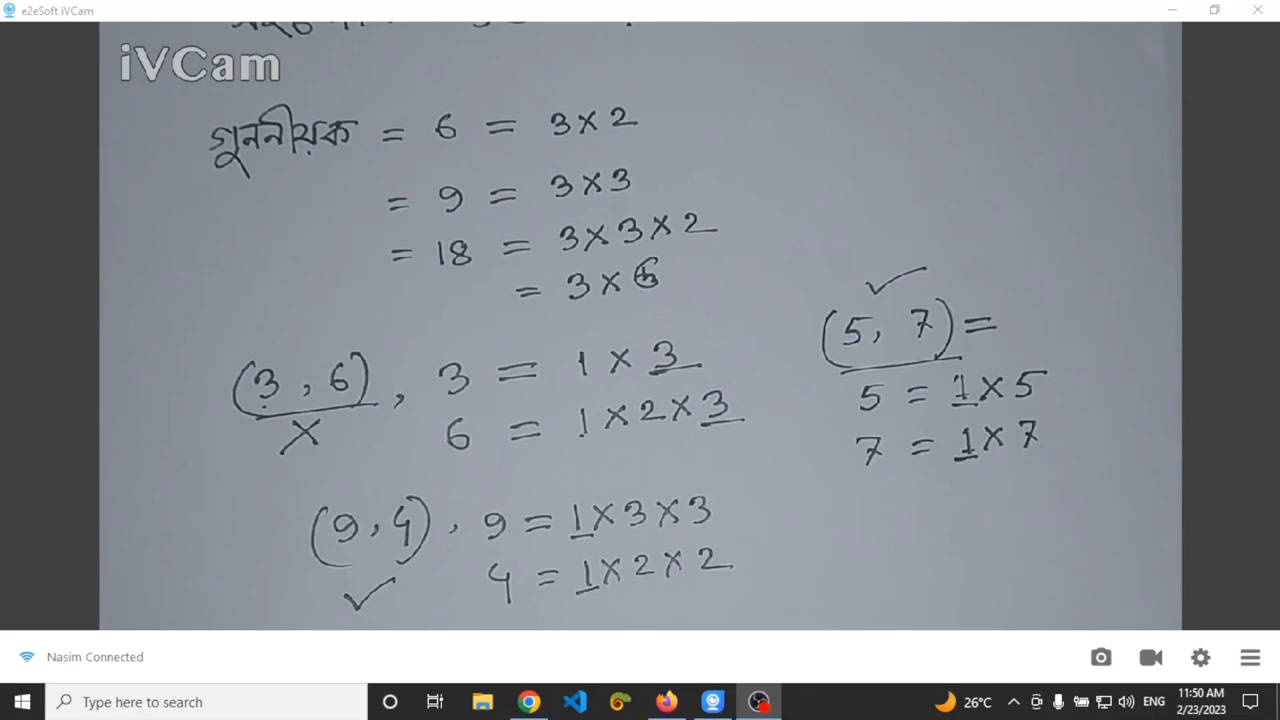 e2eSoft iVCam
iVCam
গুননীয়ক = 6 = 3×2
= 9 = 3×3
= 18 = 3×3×2
= 3×6
(3, 6), 3 = 1×3
6 = 1×2×3
×
(9, 4), 9 = 1×3×3
4 = 1×2×2
✓
✓
(5, 7) =
5 = 1×5
7 = 1×7
Nasim Connected
Type here to search
26°C
ENG
11:50 AM
2/23/2023